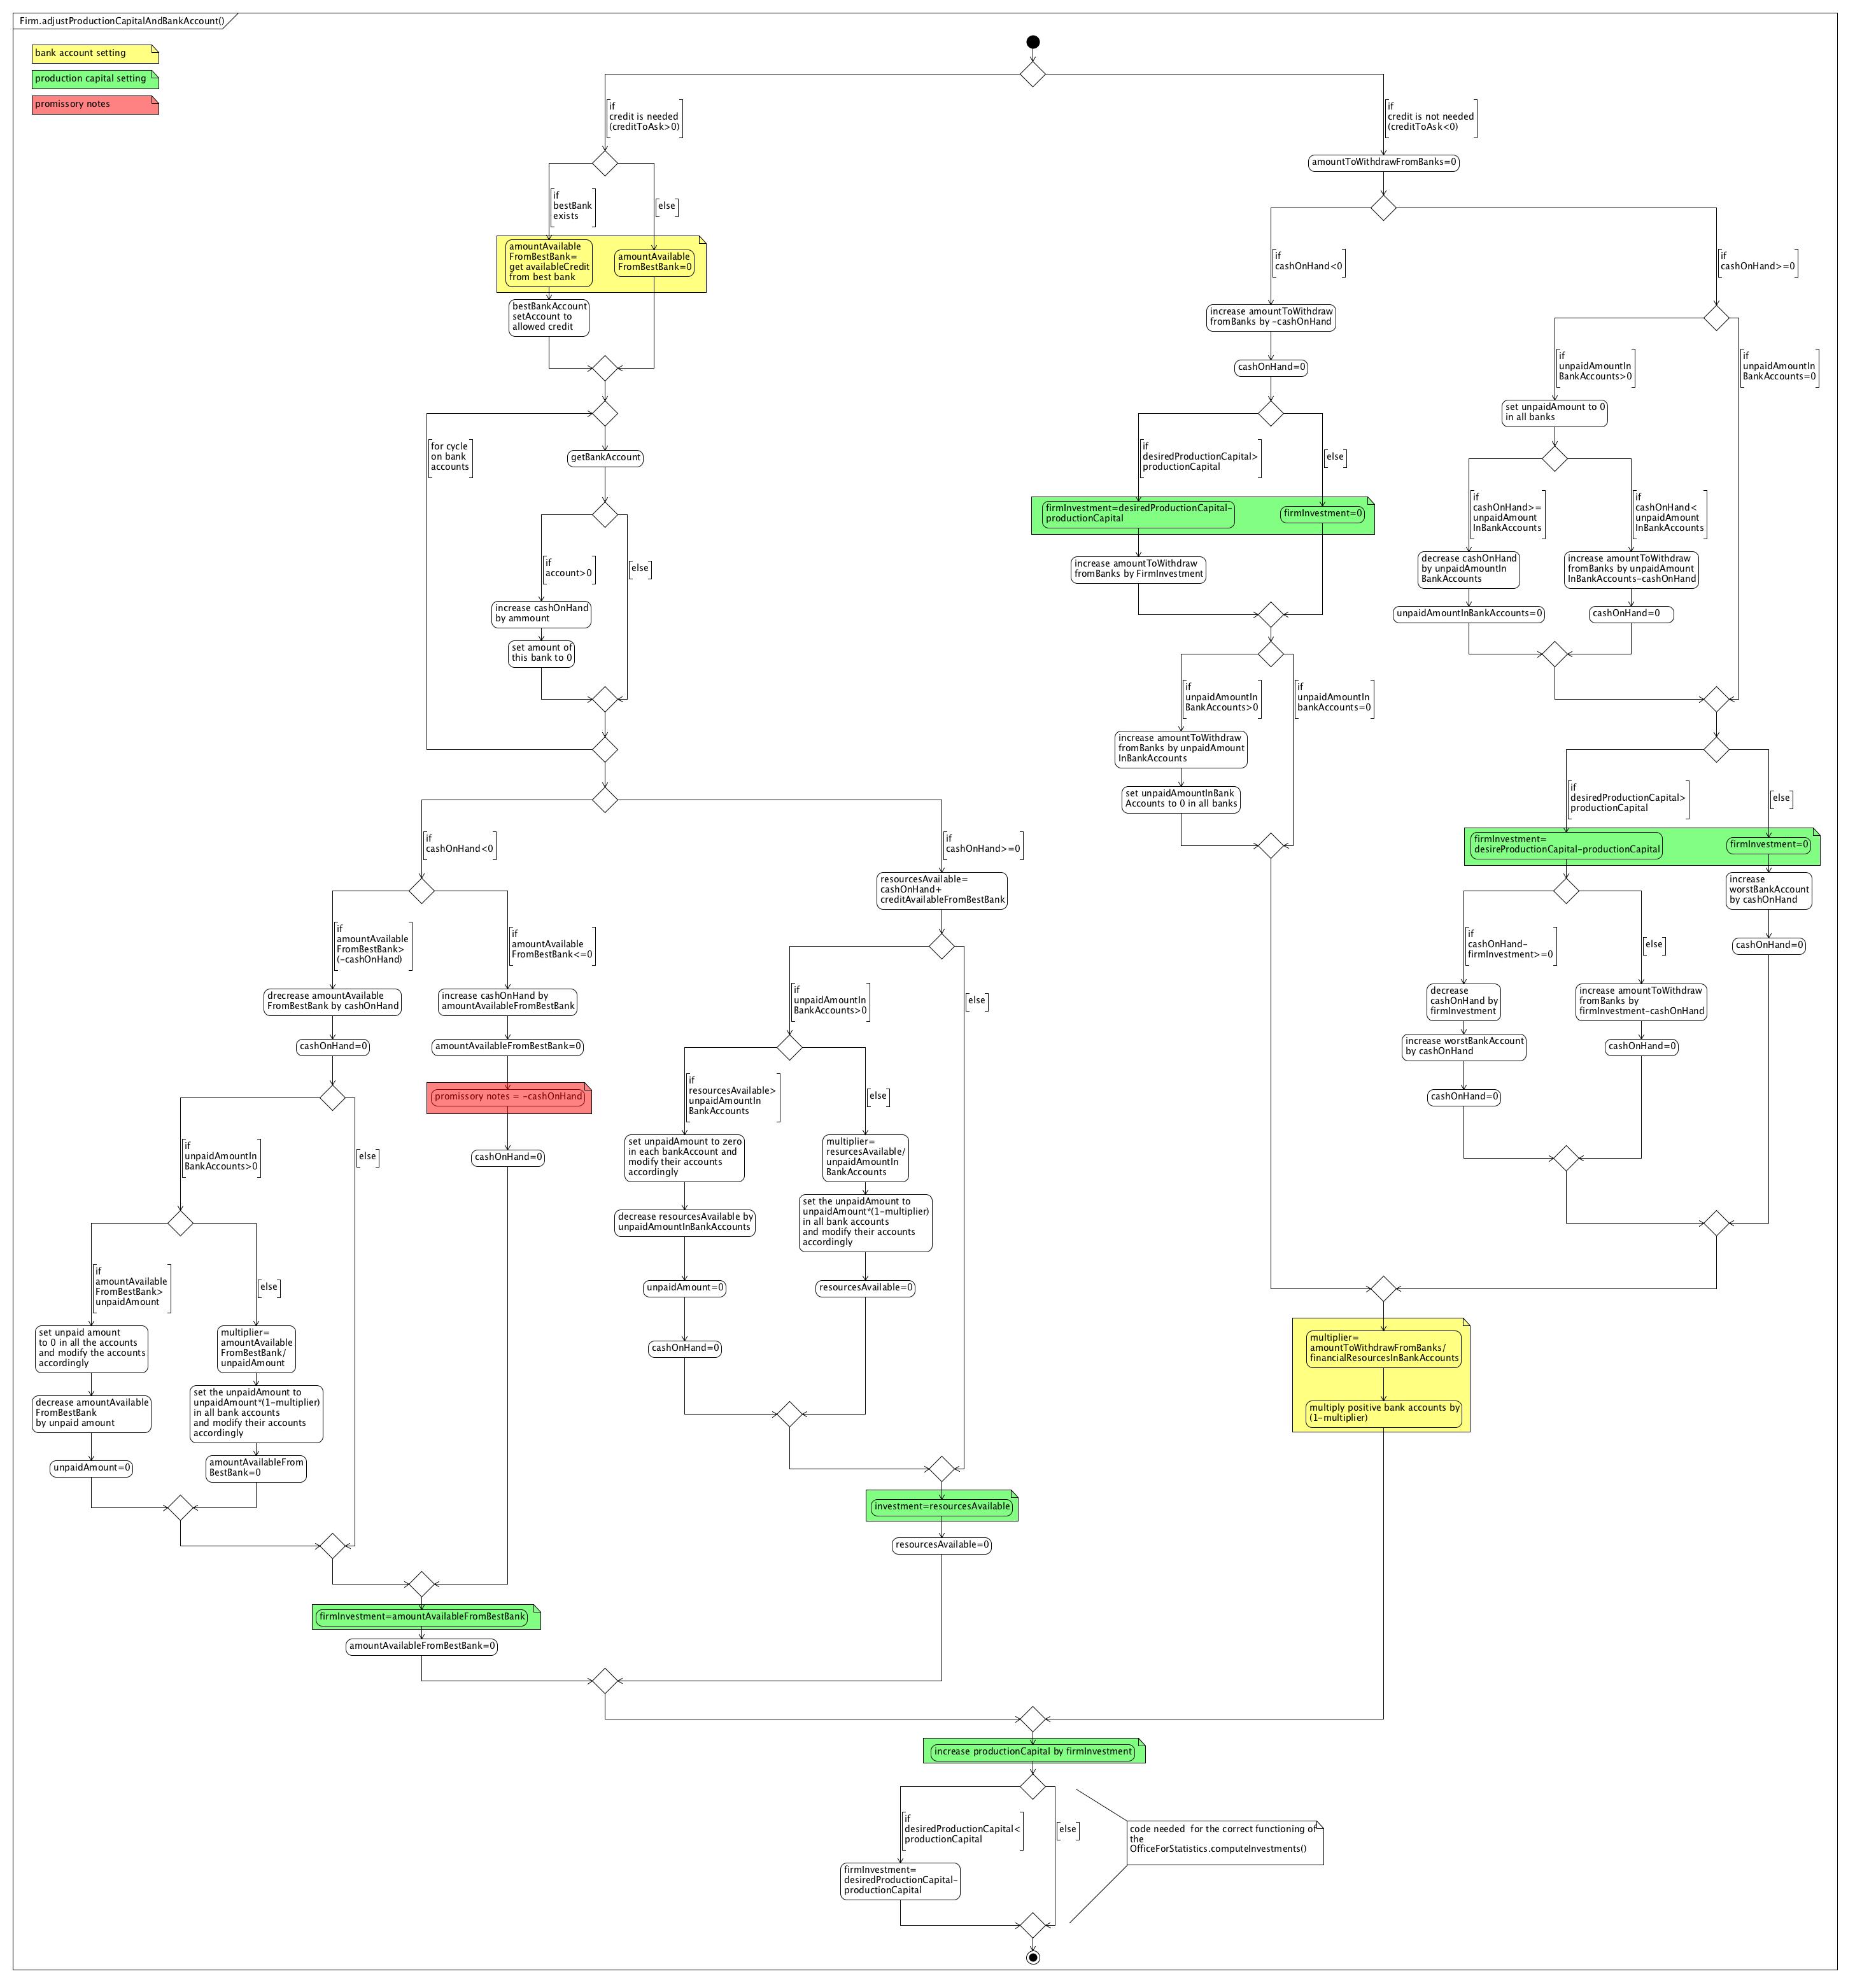 Firm.adjustProductionCapitalAndBankAccount()
bank account setting
production capital setting
promissory notes
if
credit is needed
(creditToAsk>0)
if
credit is not needed
(creditToAsk<0)
if
bestBank
exists
else
amountAvailable
FromBestBank=
get availableCredit
from best bank
amountAvailable
FromBestBank=0
bestBankAccount
setAccount to
allowed credit
for cycle
on bank
accounts
getBankAccount
if
account>0
else
increase cashOnHand
by ammount
set amount of
this bank to 0
if
cashOnHand<0
if
cashOnHand>=0
if
amountAvailable
FromBestBank>
(-cashOnHand)
if
amountAvailable
FromBestBank<=0
drecrease amountAvailable
FromBestBank by cashOnHand
cashOnHand=0
increase cashOnHand by
amountAvailableFromBestBank
amountAvailableFromBestBank=0
promissory notes = -cashOnHand
cashOnHand=0
if
unpaidAmountIn
BankAccounts>0
else
if
amountAvailable
FromBestBank>
unpaidAmount
else
set unpaid amount
to 0 in all the accounts
and modify the accounts
accordingly
decrease amountAvailable
FromBestBank
by unpaid amount
unpaidAmount=0
multiplier=
amountAvailable
FromBestBank/
unpaidAmount
set the unpaidAmount to
unpaidAmount*(1-multiplier)
in all bank accounts
and modify their accounts
accordingly
amountAvailableFrom
BestBank=0
firmInvestment=amountAvailableFromBestBank
amountAvailableFromBestBank=0
resourcesAvailable=
cashOnHand+
creditAvailableFromBestBank
if
unpaidAmountIn
BankAccounts>0
else
if
resourcesAvailable>
unpaidAmountIn
BankAccounts
else
set unpaidAmount to zero
in each bankAccount and
modify their accounts
accordingly
decrease resourcesAvailable by
unpaidAmountInBankAccounts
unpaidAmount=0
cashOnHand=0
multiplier=
resurcesAvailable/
unpaidAmountIn
BankAccounts
set the unpaidAmount to
unpaidAmount*(1-multiplier)
in all bank accounts
and modify their accounts
accordingly
resourcesAvailable=0
investment=resourcesAvailable
resourcesAvailable=0
amountToWithdrawFromBanks=0
if
cashOnHand<0
if
cashOnHand>=0
increase amountToWithdraw
fromBanks by -cashOnHand
cashOnHand=0
if
desiredProductionCapital>
productionCapital
else
firmInvestment=desiredProductionCapital-
productionCapital
firmInvestment=0
increase amountToWithdraw
fromBanks by FirmInvestment
if
unpaidAmountIn
BankAccounts>0
if
unpaidAmountIn
bankAccounts=0
increase amountToWithdraw
fromBanks by unpaidAmount
InBankAccounts
set unpaidAmountInBank
Accounts to 0 in all banks
if
unpaidAmountIn
BankAccounts>0
if
unpaidAmountIn
BankAccounts=0
set unpaidAmount to 0
in all banks
if
cashOnHand>=
unpaidAmount
InBankAccounts
if
cashOnHand<
unpaidAmount
InBankAccounts
decrease cashOnHand
by unpaidAmountIn
BankAccounts
unpaidAmountInBankAccounts=0
increase amountToWithdraw
fromBanks by unpaidAmount
InBankAccounts-cashOnHand
cashOnHand=0
if
desiredProductionCapital>
productionCapital
else
firmInvestment=
desireProductionCapital-productionCapital
firmInvestment=0
increase
worstBankAccount
by cashOnHand
cashOnHand=0
if
cashOnHand-
firmInvestment>=0
else
decrease
cashOnHand by
firmInvestment
increase worstBankAccount
by cashOnHand
cashOnHand=0
increase amountToWithdraw
fromBanks by
firmInvestment-cashOnHand
cashOnHand=0
multiplier=
amountToWithdrawFromBanks/
financialResourcesInBankAccounts
multiply positive bank accounts by
(1-multiplier)
increase productionCapital by firmInvestment
if
desiredProductionCapital<
productionCapital
else
firmInvestment=
desiredProductionCapital-
productionCapital
code needed  for the correct functioning of
the
OfficeForStatistics.computeInvestments()